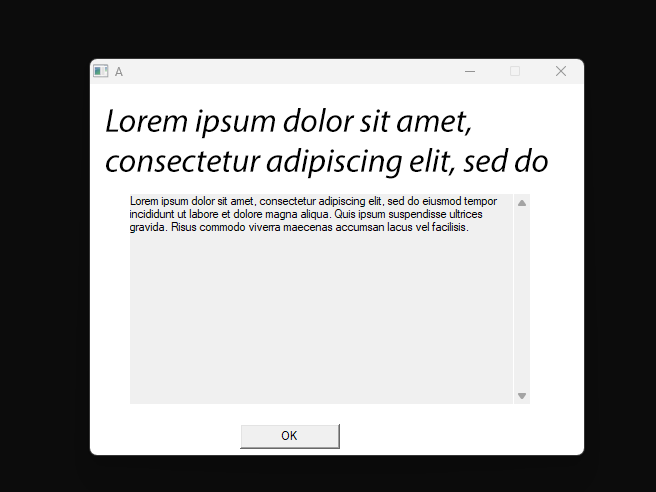 A
Lorem ipsum dolor sit amet,
consectetur adipiscing elit, sed do
Lorem ipsum dolor sit amet, consectetur adipiscing elit, sed do eiusmod tempor
incididunt ut labore et dolore magna aliqua. Quis ipsum suspendisse ultrices
gravida. Risus commodo viverra maecenas accumsan lacus vel facilisis.
OK